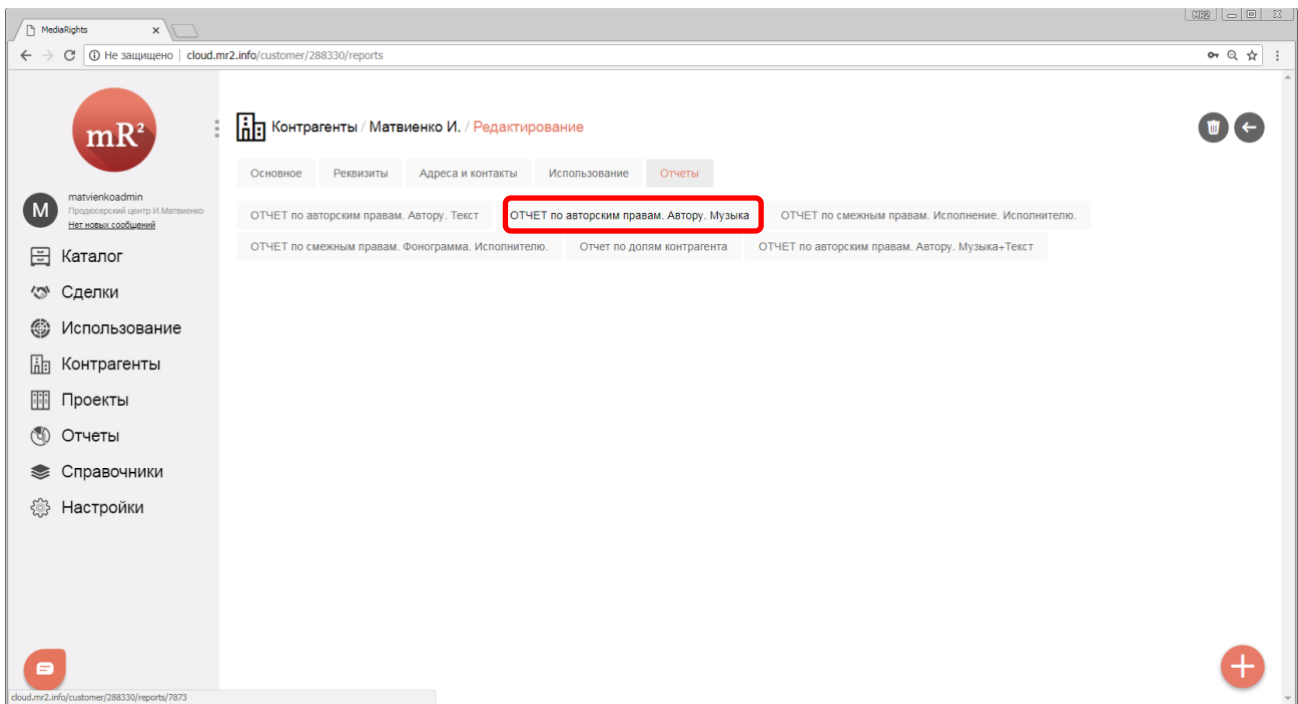 MR2
MediaRights
Не защищено | cloud.mr2.info/customer/288330/reports
mR²
Контрагенты / Матвиенко И. / Редактирование
Основное Реквизиты Адреса и контакты Использование Отчеты
M
matvienkoadmin
Продюсерский центр И.Матвиенко
Нет новых сообщений
ОТЧЕТ по авторским правам. Автору. Текст ОТЧЕТ по авторским правам. Автору. Музыка ОТЧЕТ по смежным правам. Исполнение. Исполнителю.
ОТЧЕТ по смежным правам. Фонограмма. Исполнителю. Отчет по долям контрагента ОТЧЕТ по авторским правам. Автору. Музыка+Текст
Каталог
Сделки
Использование
Контрагенты
Проекты
Отчеты
Справочники
Настройки
cloud.mr2.info/customer/288330/reports/7873